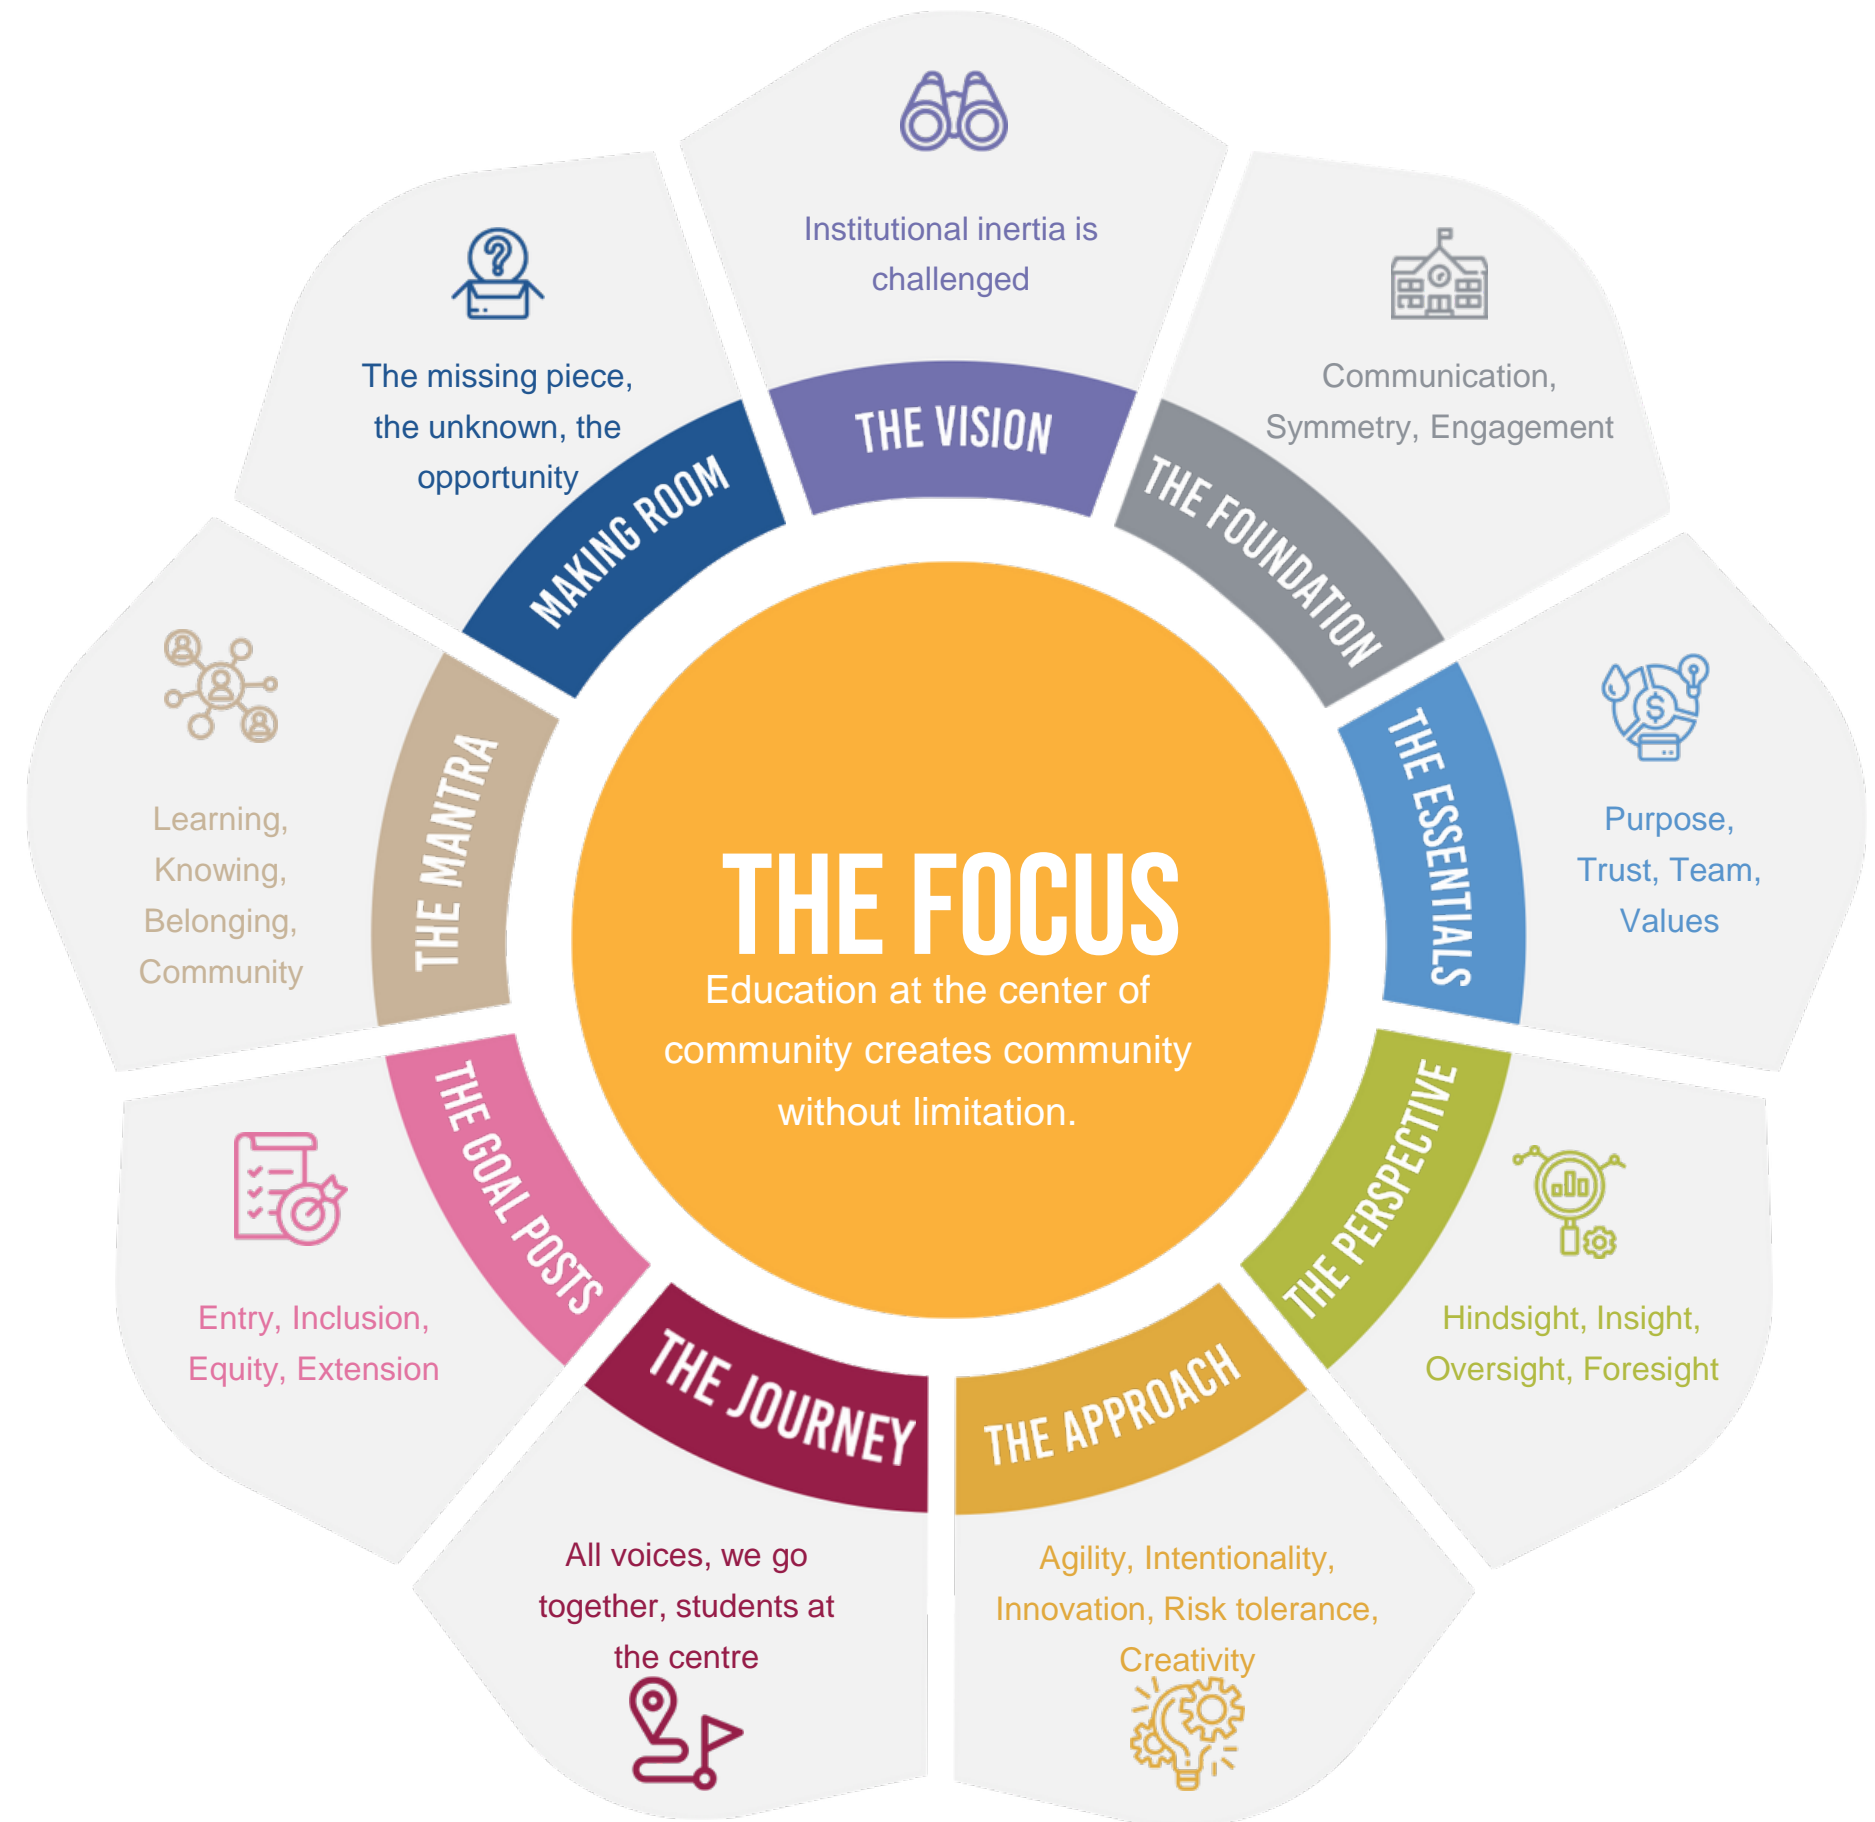 Institutional inertia is
challenged
THE VISION
Communication,
Symmetry, Engagement
THE FOUNDATION
Purpose,
Trust, Team,
Values
THE ESSENTIALS
Hindsight, Insight,
Oversight, Foresight
THE PERSPECTIVE
Agility, Intentionality,
Innovation, Risk tolerance,
Creativity
THE APPROACH
All voices, we go
together, students at
the centre
THE JOURNEY
Entry, Inclusion,
Equity, Extension
THE GOAL POSTS
Learning,
Knowing,
Belonging,
Community
THE MANTRA
The missing piece,
the unknown, the
opportunity
MAKING ROOM
THE FOCUS
Education at the center of
community creates community
without limitation.
?
$